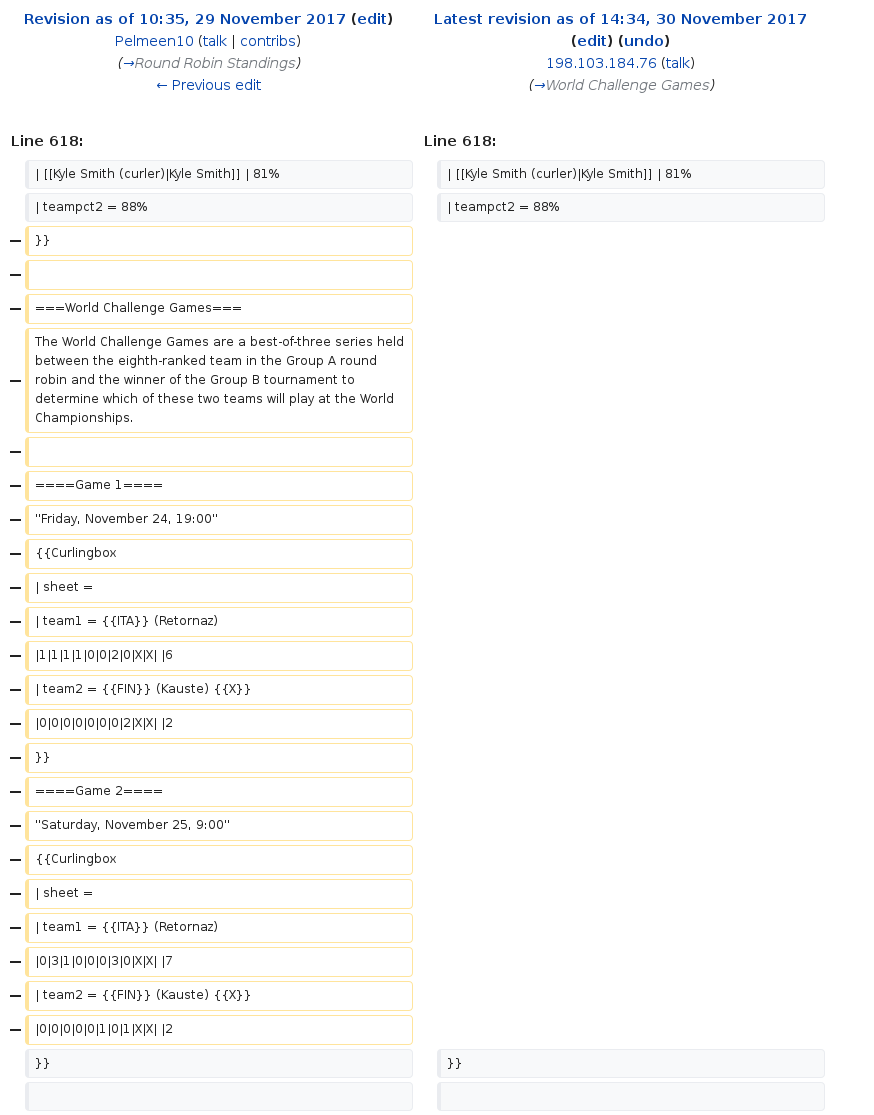 Revision as of 10:35, 29 November 2017 (edit)
Pelmeen10 (talk | contribs)
(→Round Robin Standings)
← Previous edit
Latest revision as of 14:34, 30 November 2017
(edit) (undo)
198.103.184.76 (talk)
(→World Challenge Games)
Line 618:
Line 618:
| [[Kyle Smith (curler)|Kyle Smith]] | 81%
| [[Kyle Smith (curler)|Kyle Smith]] | 81%
| teampct2 = 88%
| teampct2 = 88%
− }}
−
− ===World Challenge Games===
The World Challenge Games are a best-of-three series held
between the eighth-ranked team in the Group A round
− robin and the winner of the Group B tournament to
determine which of these two teams will play at the World
Championships.
−
− ====Game 1====
− ''Friday, November 24, 19:00''
− {{Curlingbox
− | sheet =
− | team1 = {{ITA}} (Retornaz)
− |1|1|1|1|0|0|2|0|X|X| |6
− | team2 = {{FIN}} (Kauste) {{X}}
− |0|0|0|0|0|0|0|2|X|X| |2
− }}
− ====Game 2====
− ''Saturday, November 25, 9:00''
− {{Curlingbox
− | sheet =
− | team1 = {{ITA}} (Retornaz)
− |0|3|1|0|0|0|3|0|X|X| |7
− | team2 = {{FIN}} (Kauste) {{X}}
− |0|0|0|0|0|1|0|1|X|X| |2
}}
}}